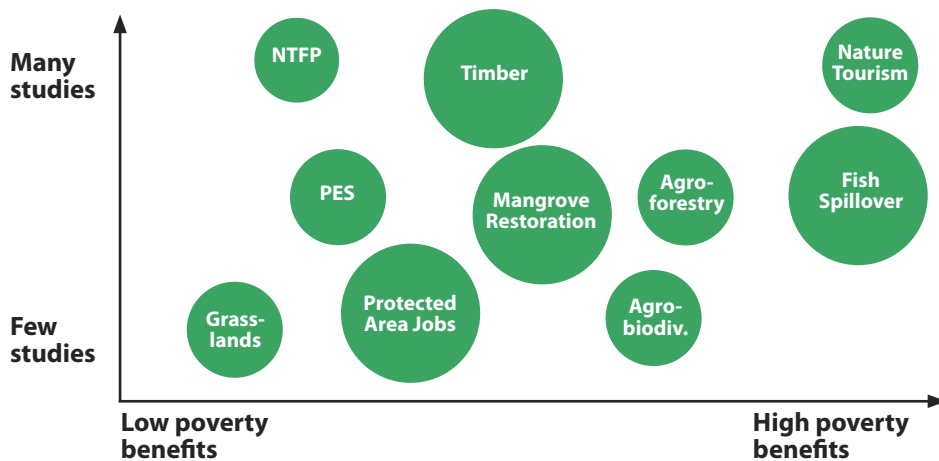 Many
studies
NTFP
Timber
Nature
Tourism
PES
Mangrove
Restoration
Agro-
forestry
Fish
Spillover
Few
studies
Grass-
lands
Protected
Area Jobs
Agro-
biodiv.
Low poverty
benefits
High poverty
benefits